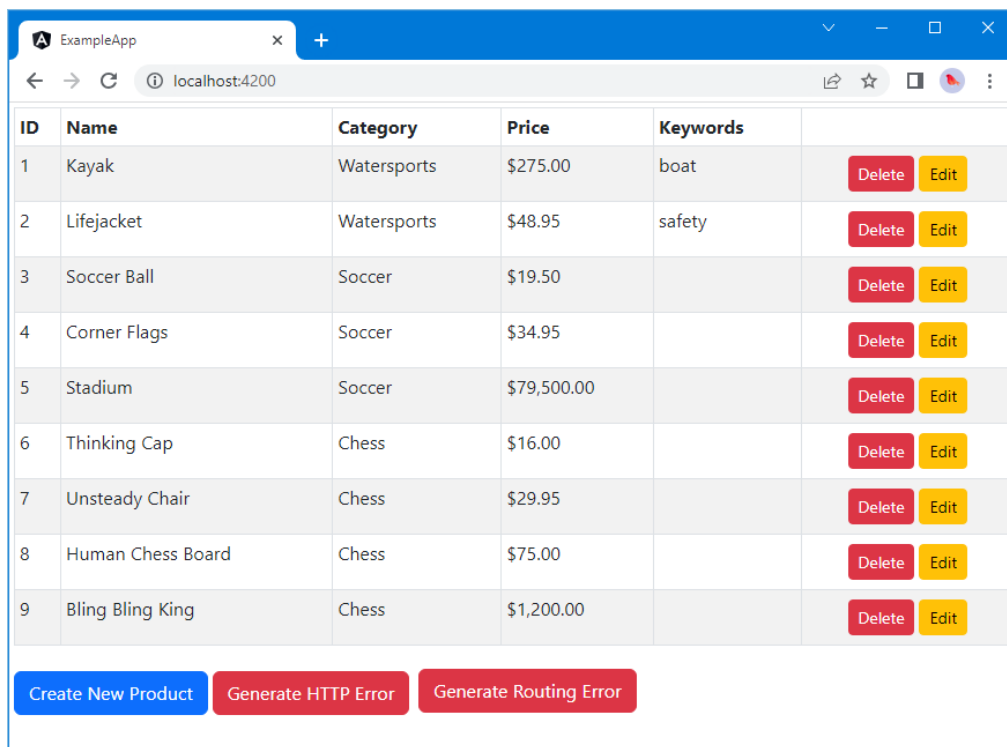 ExampleApp
localhost:4200
ID Name Category Price Keywords
1 Kayak Watersports $275.00 boat Delete Edit
2 Lifejacket Watersports $48.95 safety Delete Edit
3 Soccer Ball Soccer $19.50 Delete Edit
4 Corner Flags Soccer $34.95 Delete Edit
5 Stadium Soccer $79,500.00 Delete Edit
6 Thinking Cap Chess $16.00 Delete Edit
7 Unsteady Chair Chess $29.95 Delete Edit
8 Human Chess Board Chess $75.00 Delete Edit
9 Bling Bling King Chess $1,200.00 Delete Edit
Create New Product Generate HTTP Error Generate Routing Error